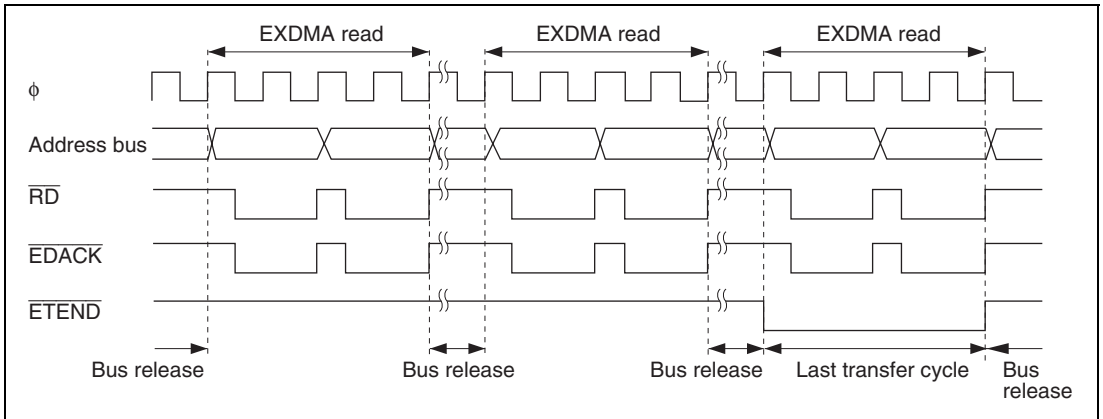 EXDMA read EXDMA read EXDMA read
ϕ
Address bus
RD
EDACK
ETEND
Bus release Bus release Bus release Last transfer cycle Bus
release